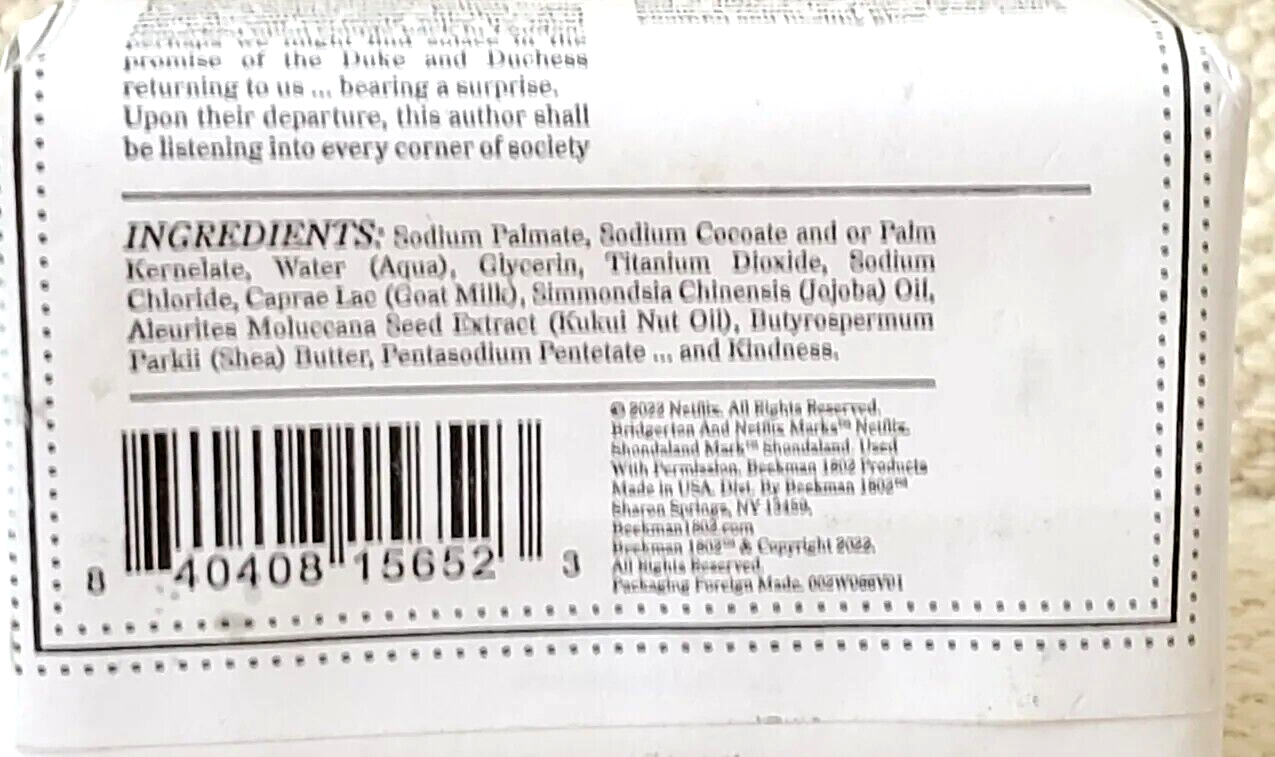 perhaps we might find solace in the
promise of the Duke and Duchess
returning to us ... bearing a surprise.
Upon their departure, this author shall
be listening into every corner of society
INGREDIENTS: Sodium Palmate, Sodium Cocoate and or Palm
Kernelate, Water (Aqua), Glycerin, Titanium Dioxide, Sodium
Chloride, Caprae Lac (Goat Milk), Simmondsia Chinensis (Jojoba) Oil,
Aleurites Moluccana Seed Extract (Kukui Nut Oil), Butyrospermum
Parkii (Shea) Butter, Pentasodium Pentetate ... and Kindness.
8 40408 15652 3
© 2022 Netflix. All Rights Reserved.
Bridgerton And Netflix Marks™ Netflix.
Shondaland Mark™ Shondaland. Used
With Permission. Beekman 1802 Products
Made In USA. Dist. By Beekman 1802™
Sharon Springs, NY 13459.
Beekman1802.com
Beekman 1802™ & Copyright 2022.
All Rights Reserved.
Packaging Foreign Made.